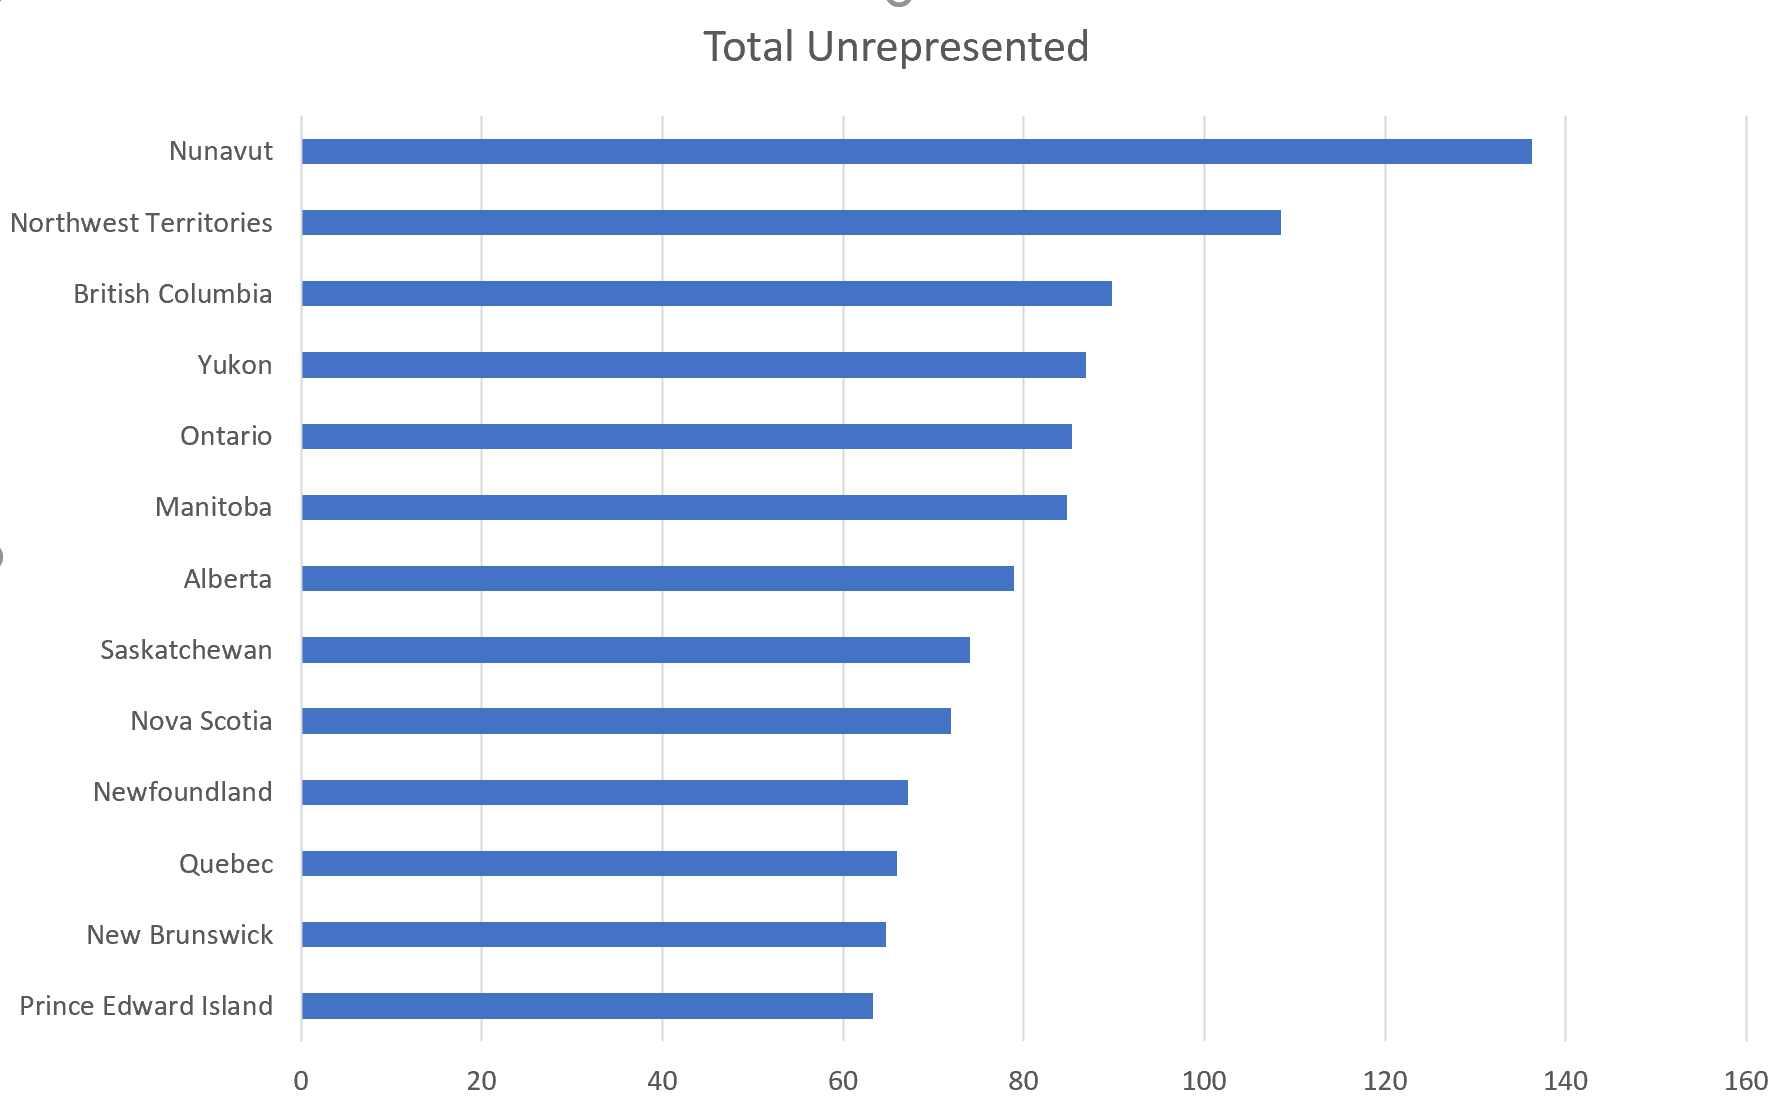 Total Unrepresented
Nunavut
Northwest Territories
British Columbia
Yukon
Ontario
Manitoba
Alberta
Saskatchewan
Nova Scotia
Newfoundland
Quebec
New Brunswick
Prince Edward Island
0 20 40 60 80 100 120 140 160